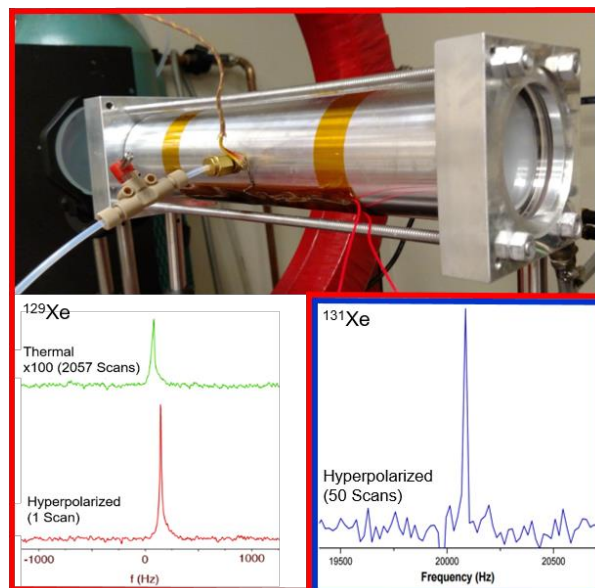 129Xe
Thermal
x100 (2057 Scans)
Hyperpolarized
(1 Scan)
-1000
0
1000
f (Hz)
131Xe
Hyperpolarized
(50 Scans)
19500
20000
20500
Frequency (Hz)